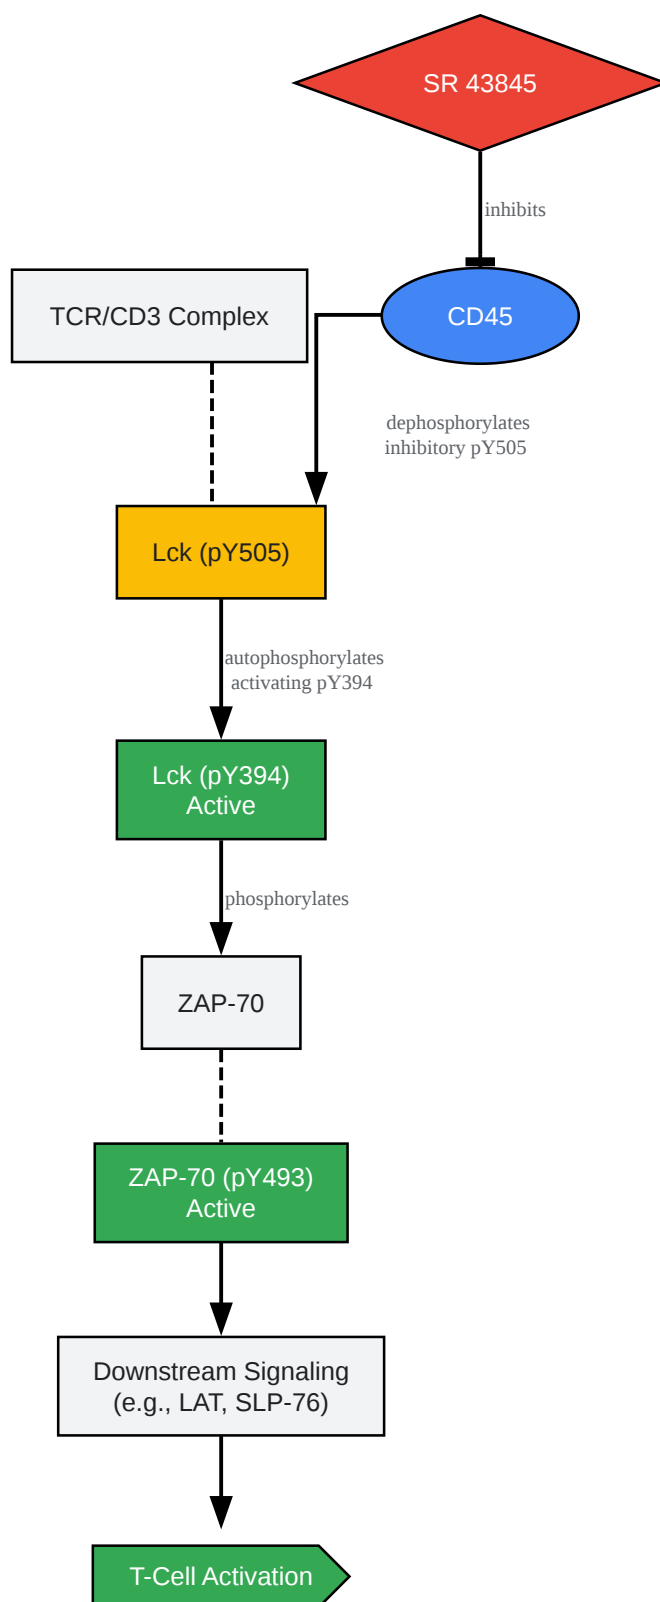 SR 43845
inhibits
TCR/CD3 Complex
CD45
dephosphorylates
inhibitory pY505
Lck (pY505)
autophosphorylates
activating pY394
Lck (pY394)
Active
phosphorylates
ZAP-70
ZAP-70 (pY493)
Active
Downstream Signaling
(e.g., LAT, SLP-76)
T-Cell Activation